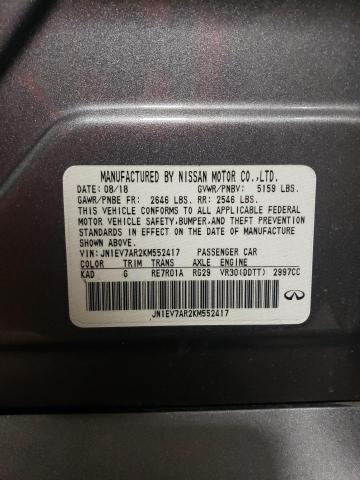 MANUFACTURED BY NISSAN MOTOR CO.,LTD.
DATE: 08/18 GVWR/PNBV: 5159 LBS.
GAWR/PNBE FR: 2646 LBS. RR: 2546 LBS.
THIS VEHICLE CONFORMS TO ALL APPLICABLE FEDERAL
MOTOR VEHICLE SAFETY, BUMPER, AND THEFT PREVENTION
STANDARDS IN EFFECT ON THE DATE OF MANUFACTURE
SHOWN ABOVE.
VIN: JN1EV7AR2KM552417 PASSENGER CAR
COLOR TRIM TRANS AXLE ENGINE
KAD G RE7R01A RG29 VR30(DDTT) 2997CC
JN1EV7AR2KM552417